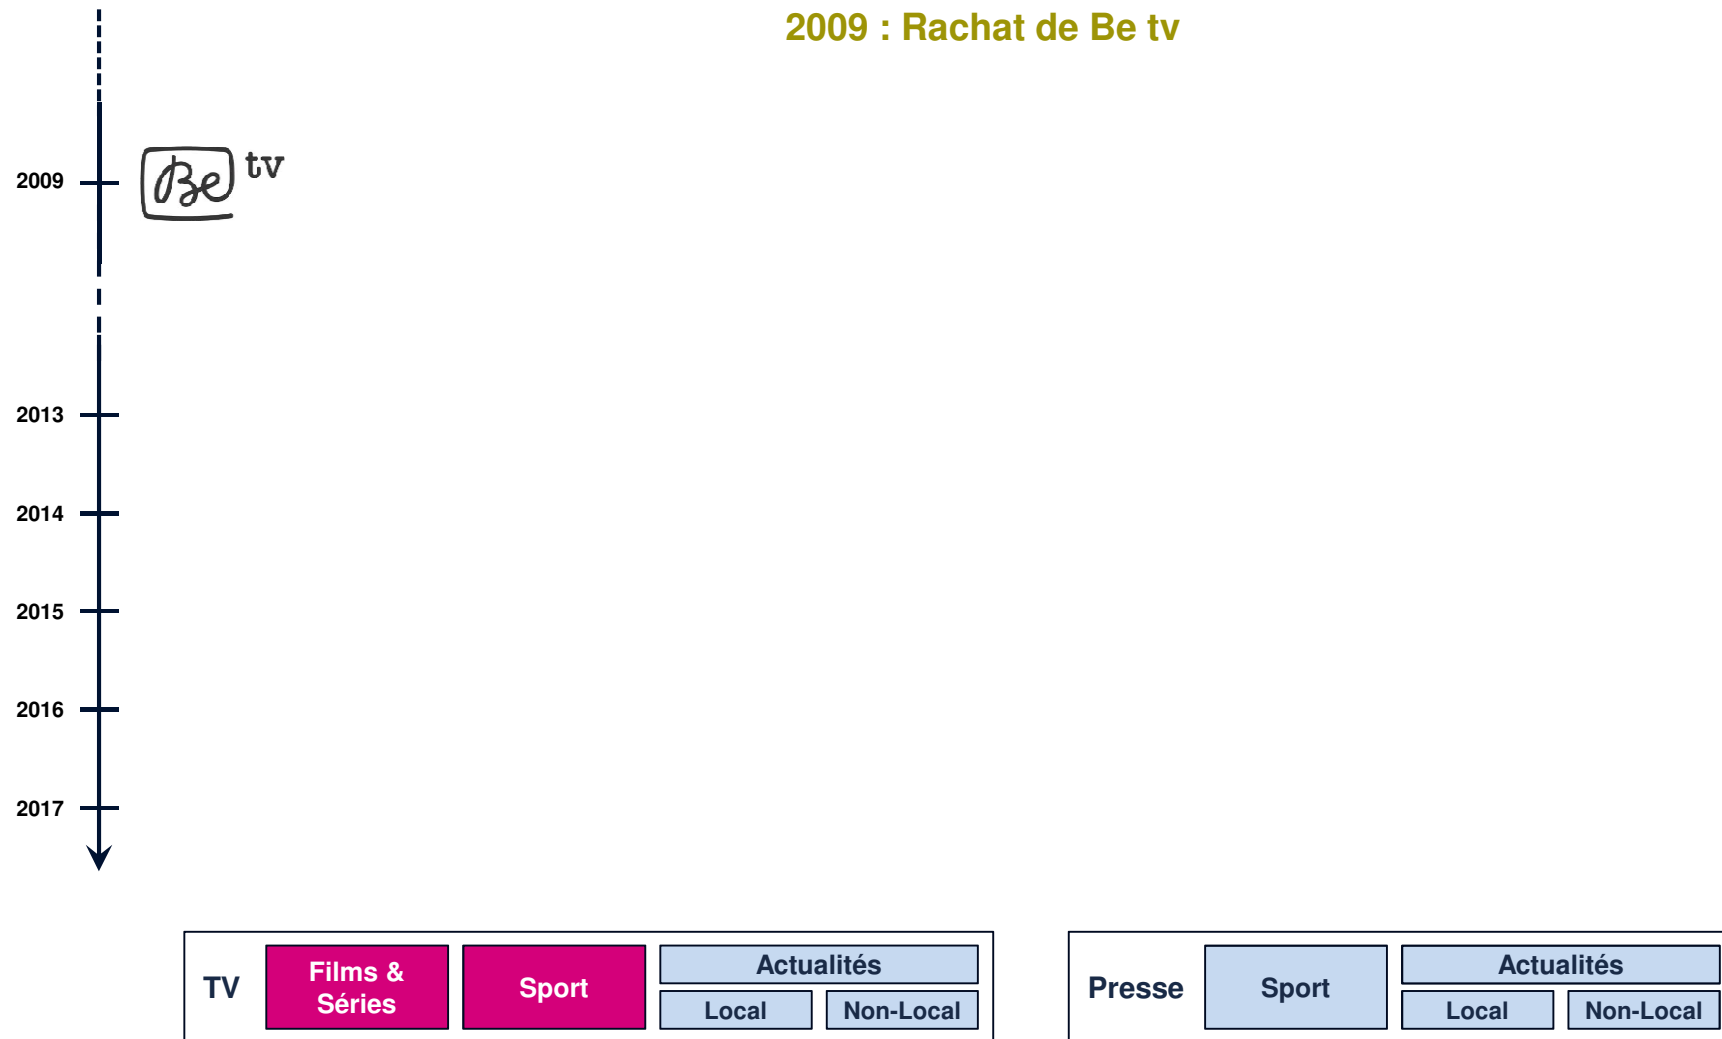 2009 : Rachat de Be tv
2009
Be tv
2013
2014
2015
2016
2017
TV
Films &
Séries
Sport
Actualités
Local
Non-Local
Presse
Sport
Actualités
Local
Non-Local